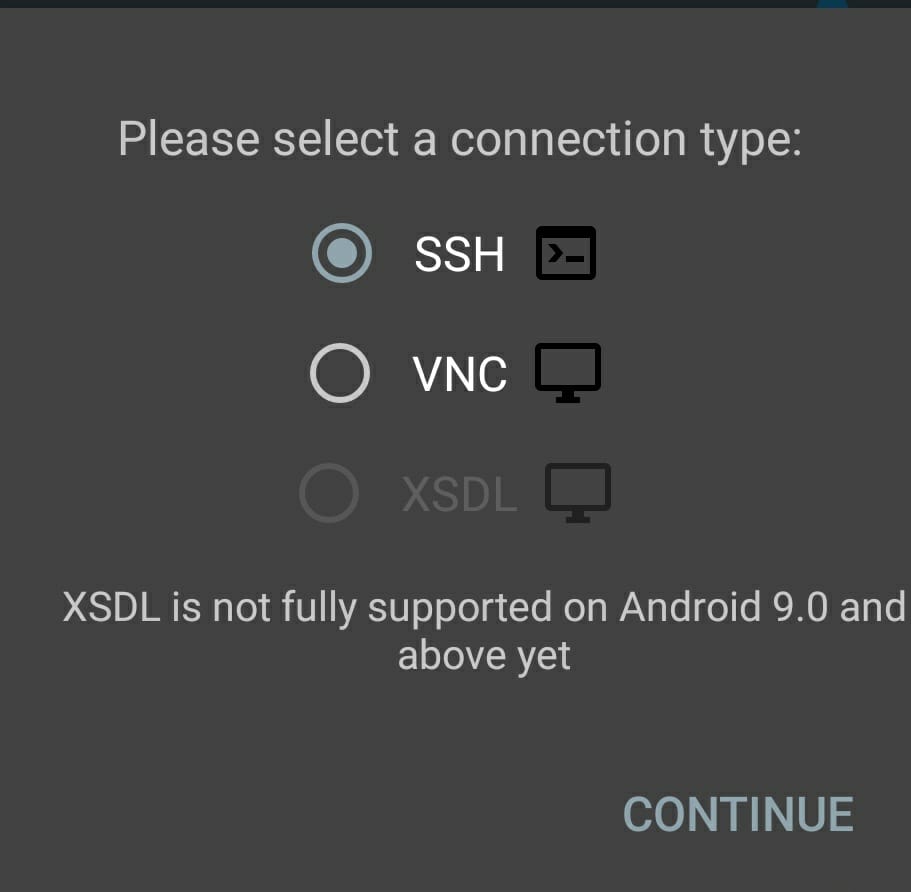 Please select a connection type:
SSH
VNC
XSDL
XSDL is not fully supported on Android 9.0 and
above yet
CONTINUE